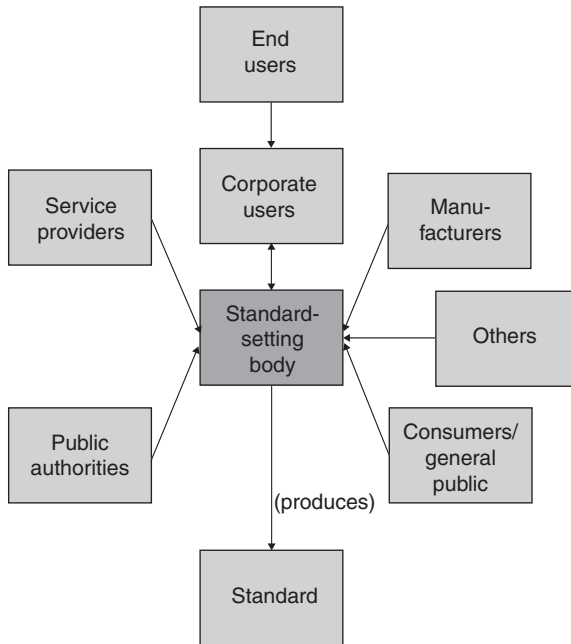 End
users
Corporate
users
Service
providers
Manu-
facturers
Standard-
setting
body
Others
Public
authorities
Consumers/
general
public
(produces)
Standard